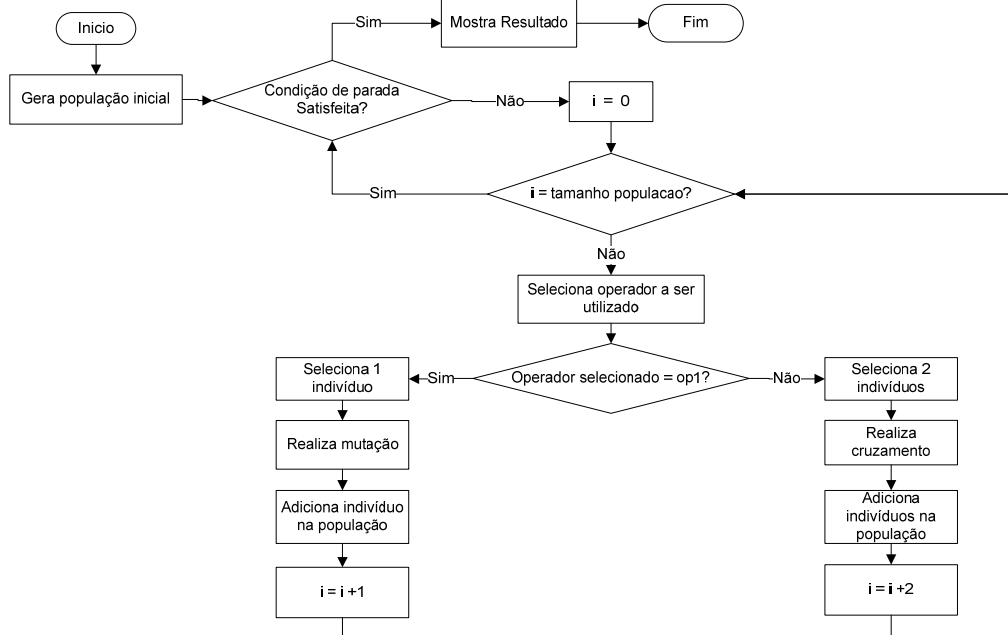 Inicio
Gera população inicial
Condição de parada
Satisfeita?
Sim
Mostra Resultado
Fim
Não
i = 0
i = tamanho populacao?
Sim
Não
Seleciona operador a ser
utilizado
Operador selecionado = op1?
Sim
Não
Seleciona 1
indivíduo
Realiza mutação
Adiciona indivíduo
na população
i = i +1
Seleciona 2
indivíduos
Realiza
cruzamento
Adiciona
indivíduos na
população
i = i +2